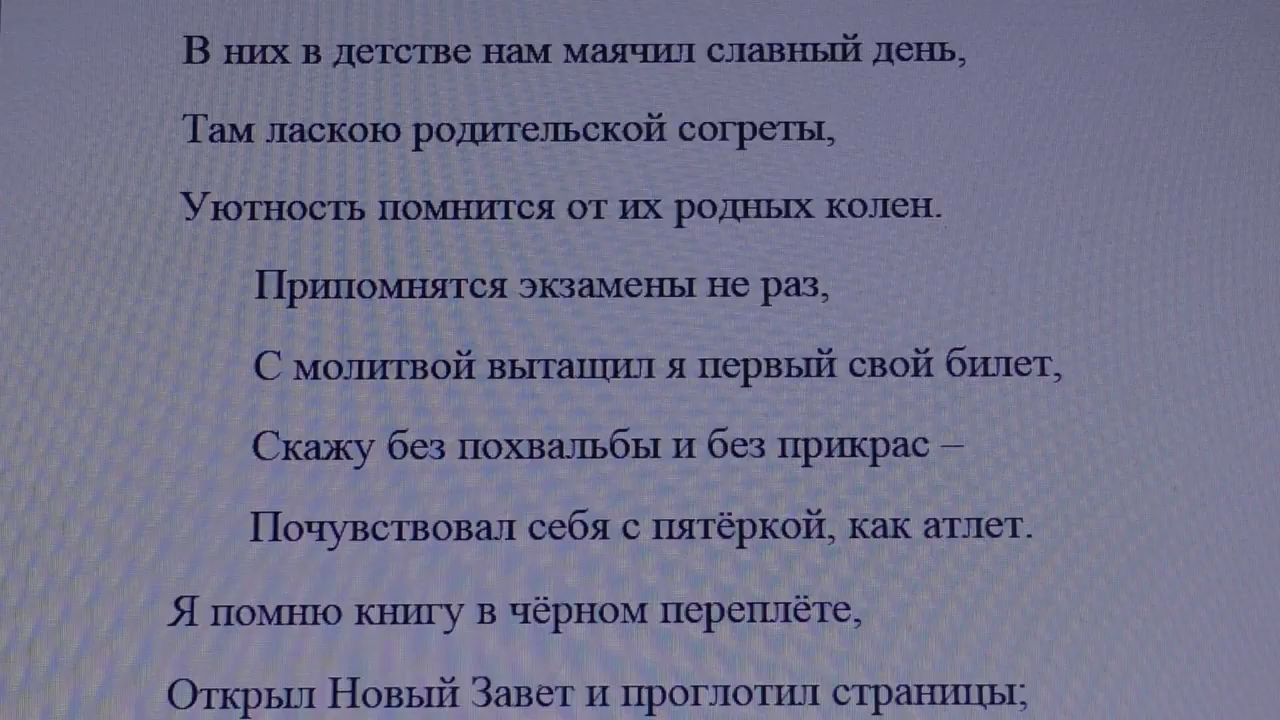 В них в детстве нам маячил славный день,
Там ласкою родительской согреты,
Уютность помнится от их родных колен.
Припомнятся экзамены не раз,
С молитвой вытащил я первый свой билет,
Скажу без похвальбы и без прикрас –
Почувствовал себя с пятёркой, как атлет.
Я помню книгу в чёрном переплёте,
Открыл Новый Завет и проглотил страницы;